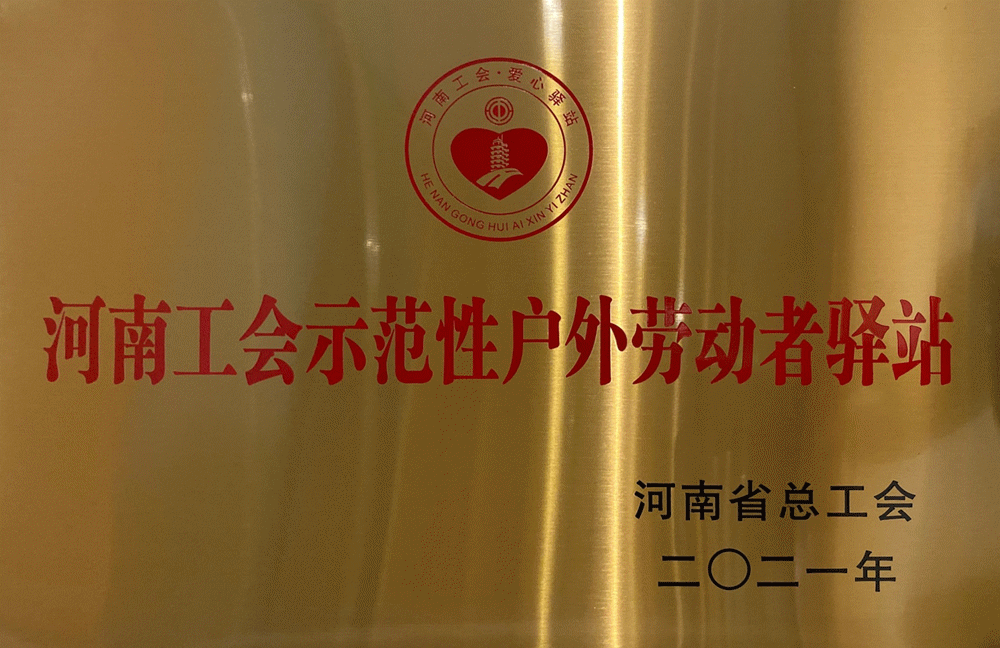 河南工会·爱心驿站
HE NAN GONG HUI AI XIN YI ZHAN
河南工会示范性户外劳动者驿站
河南省总工会
二〇二一年